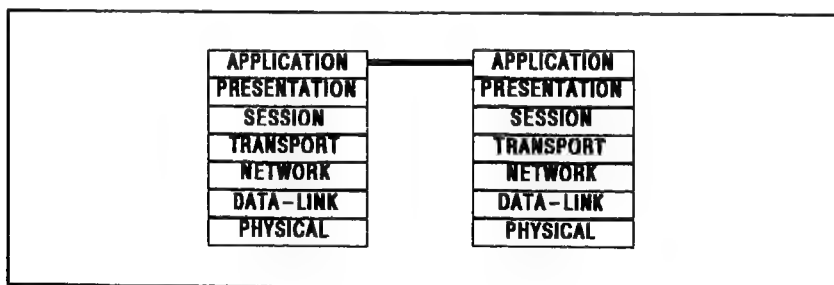 APPLICATION APPLICATION
PRESENTATION PRESENTATION
SESSION SESSION
TRANSPORT TRANSPORT
NETWORK NETWORK
DATA-LINK DATA-LINK
PHYSICAL PHYSICAL